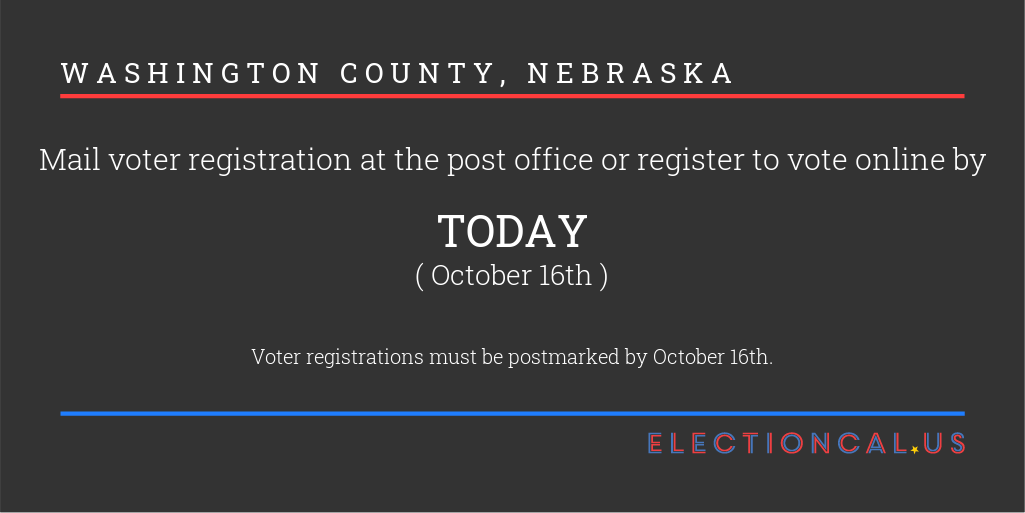 WASHINGTON COUNTY, NEBRASKA
Mail voter registration at the post office or register to vote online by
TODAY
( October 16th )
Voter registrations must be postmarked by October 16th.
ELECTIONCAL.US